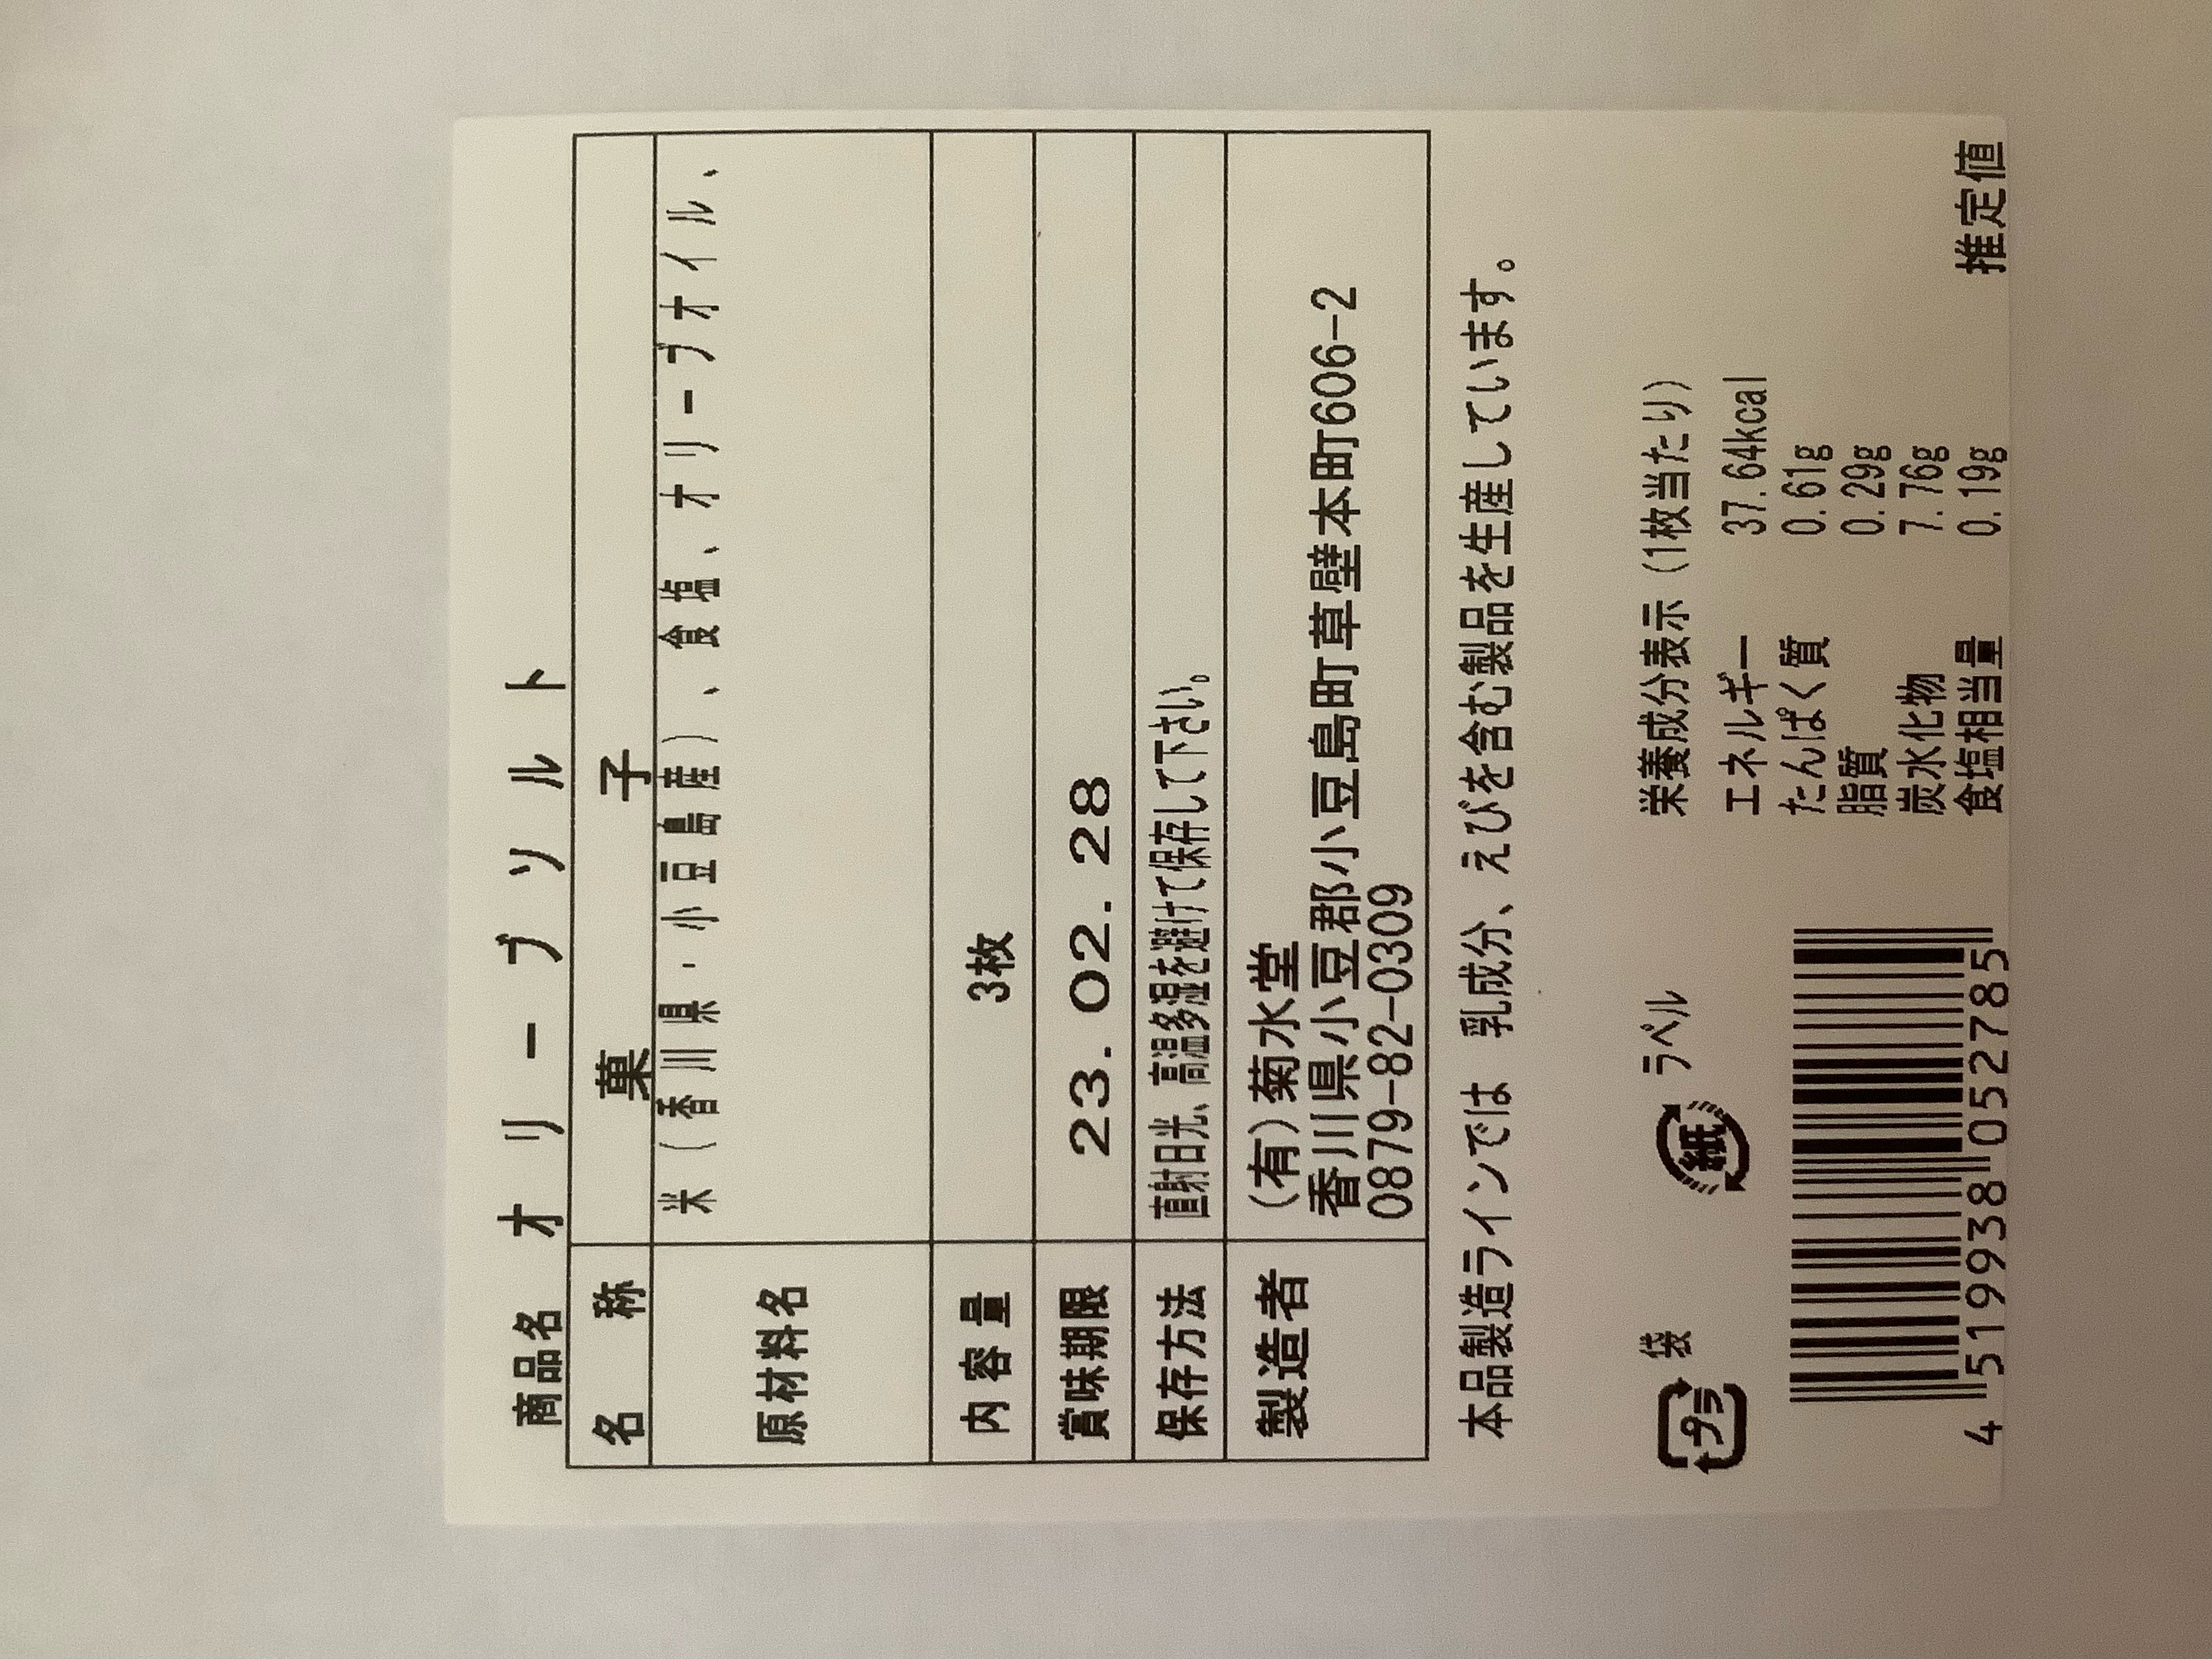 商品名 オリーブソルト
名称 菓子
原材料名 米(香川県・小豆島産)、食塩、オリーブオイル、
内容量 3枚
賞味期限 23. 02. 28
保存方法 直射日光、高温多湿を避けて保存して下さい。
製造者 (有)菊水堂
香川県小豆郡小豆島町草壁本町606-2
0879-82-0309
本品製造ラインでは 乳成分、えびを含む製品を生産しています。
プラ 袋 紙 ラベル
栄養成分表示(1枚当たり)
エネルギー 37.64kcal
たんぱく質 0.61g
脂質 0.29g
炭水化物 7.76g
食塩相当量 0.19g
推定値
4 519938 052785